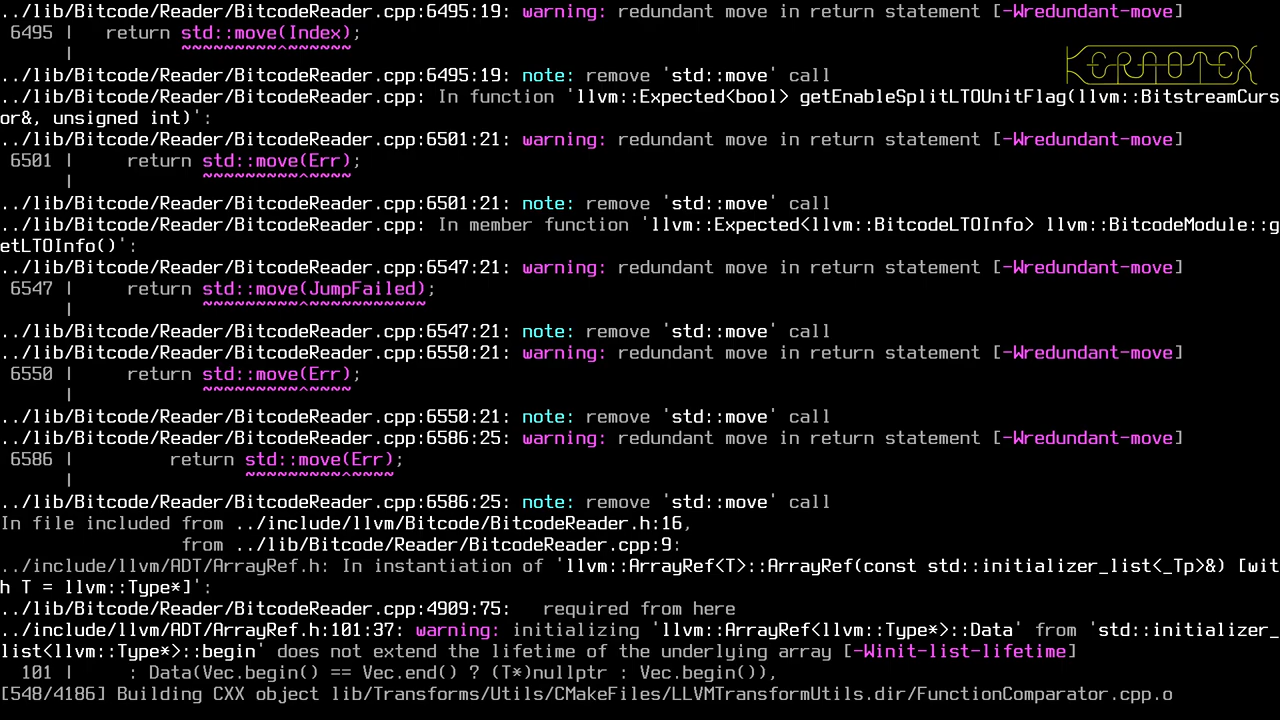 ../lib/Bitcode/Reader/BitcodeReader.cpp:6495:19: warning: redundant move in return statement [-Wredundant-move]
 6495 |   return std::move(Index);
      |          ~~~~~~~~~^~~~~~~
../lib/Bitcode/Reader/BitcodeReader.cpp:6495:19: note: remove 'std::move' call
KERNOTEX
../lib/Bitcode/Reader/BitcodeReader.cpp: In function 'llvm::Expected<bool> getEnableSplitLTOUnitFlag(llvm::BitstreamCurs
or&, unsigned int)':
../lib/Bitcode/Reader/BitcodeReader.cpp:6501:21: warning: redundant move in return statement [-Wredundant-move]
 6501 |     return std::move(Err);
      |            ~~~~~~~~~^~~~~
../lib/Bitcode/Reader/BitcodeReader.cpp:6501:21: note: remove 'std::move' call
../lib/Bitcode/Reader/BitcodeReader.cpp: In member function 'llvm::Expected<llvm::BitcodeLTOInfo> llvm::BitcodeModule::g
etLTOInfo()':
../lib/Bitcode/Reader/BitcodeReader.cpp:6547:21: warning: redundant move in return statement [-Wredundant-move]
 6547 |     return std::move(JumpFailed);
      |            ~~~~~~~~~^~~~~~~~~~~~
../lib/Bitcode/Reader/BitcodeReader.cpp:6547:21: note: remove 'std::move' call
../lib/Bitcode/Reader/BitcodeReader.cpp:6550:21: warning: redundant move in return statement [-Wredundant-move]
 6550 |     return std::move(Err);
      |            ~~~~~~~~~^~~~~
../lib/Bitcode/Reader/BitcodeReader.cpp:6550:21: note: remove 'std::move' call
../lib/Bitcode/Reader/BitcodeReader.cpp:6586:25: warning: redundant move in return statement [-Wredundant-move]
 6586 |         return std::move(Err);
      |                ~~~~~~~~~^~~~~
../lib/Bitcode/Reader/BitcodeReader.cpp:6586:25: note: remove 'std::move' call
In file included from ../include/llvm/Bitcode/BitcodeReader.h:16,
                 from ../lib/Bitcode/Reader/BitcodeReader.cpp:9:
../include/llvm/ADT/ArrayRef.h: In instantiation of 'llvm::ArrayRef<T>::ArrayRef(const std::initializer_list<_Tp>&) [wit
h T = llvm::Type*]':
../lib/Bitcode/Reader/BitcodeReader.cpp:4909:75:   required from here
../include/llvm/ADT/ArrayRef.h:101:37: warning: initializing 'llvm::ArrayRef<llvm::Type*>::Data' from 'std::initializer_
list<llvm::Type*>::begin' does not extend the lifetime of the underlying array [-Winit-list-lifetime]
  101 |       : Data(Vec.begin() == Vec.end() ? (T*)nullptr : Vec.begin()),
[548/4186] Building CXX object lib/Transforms/Utils/CMakeFiles/LLVMTransformUtils.dir/FunctionComparator.cpp.o